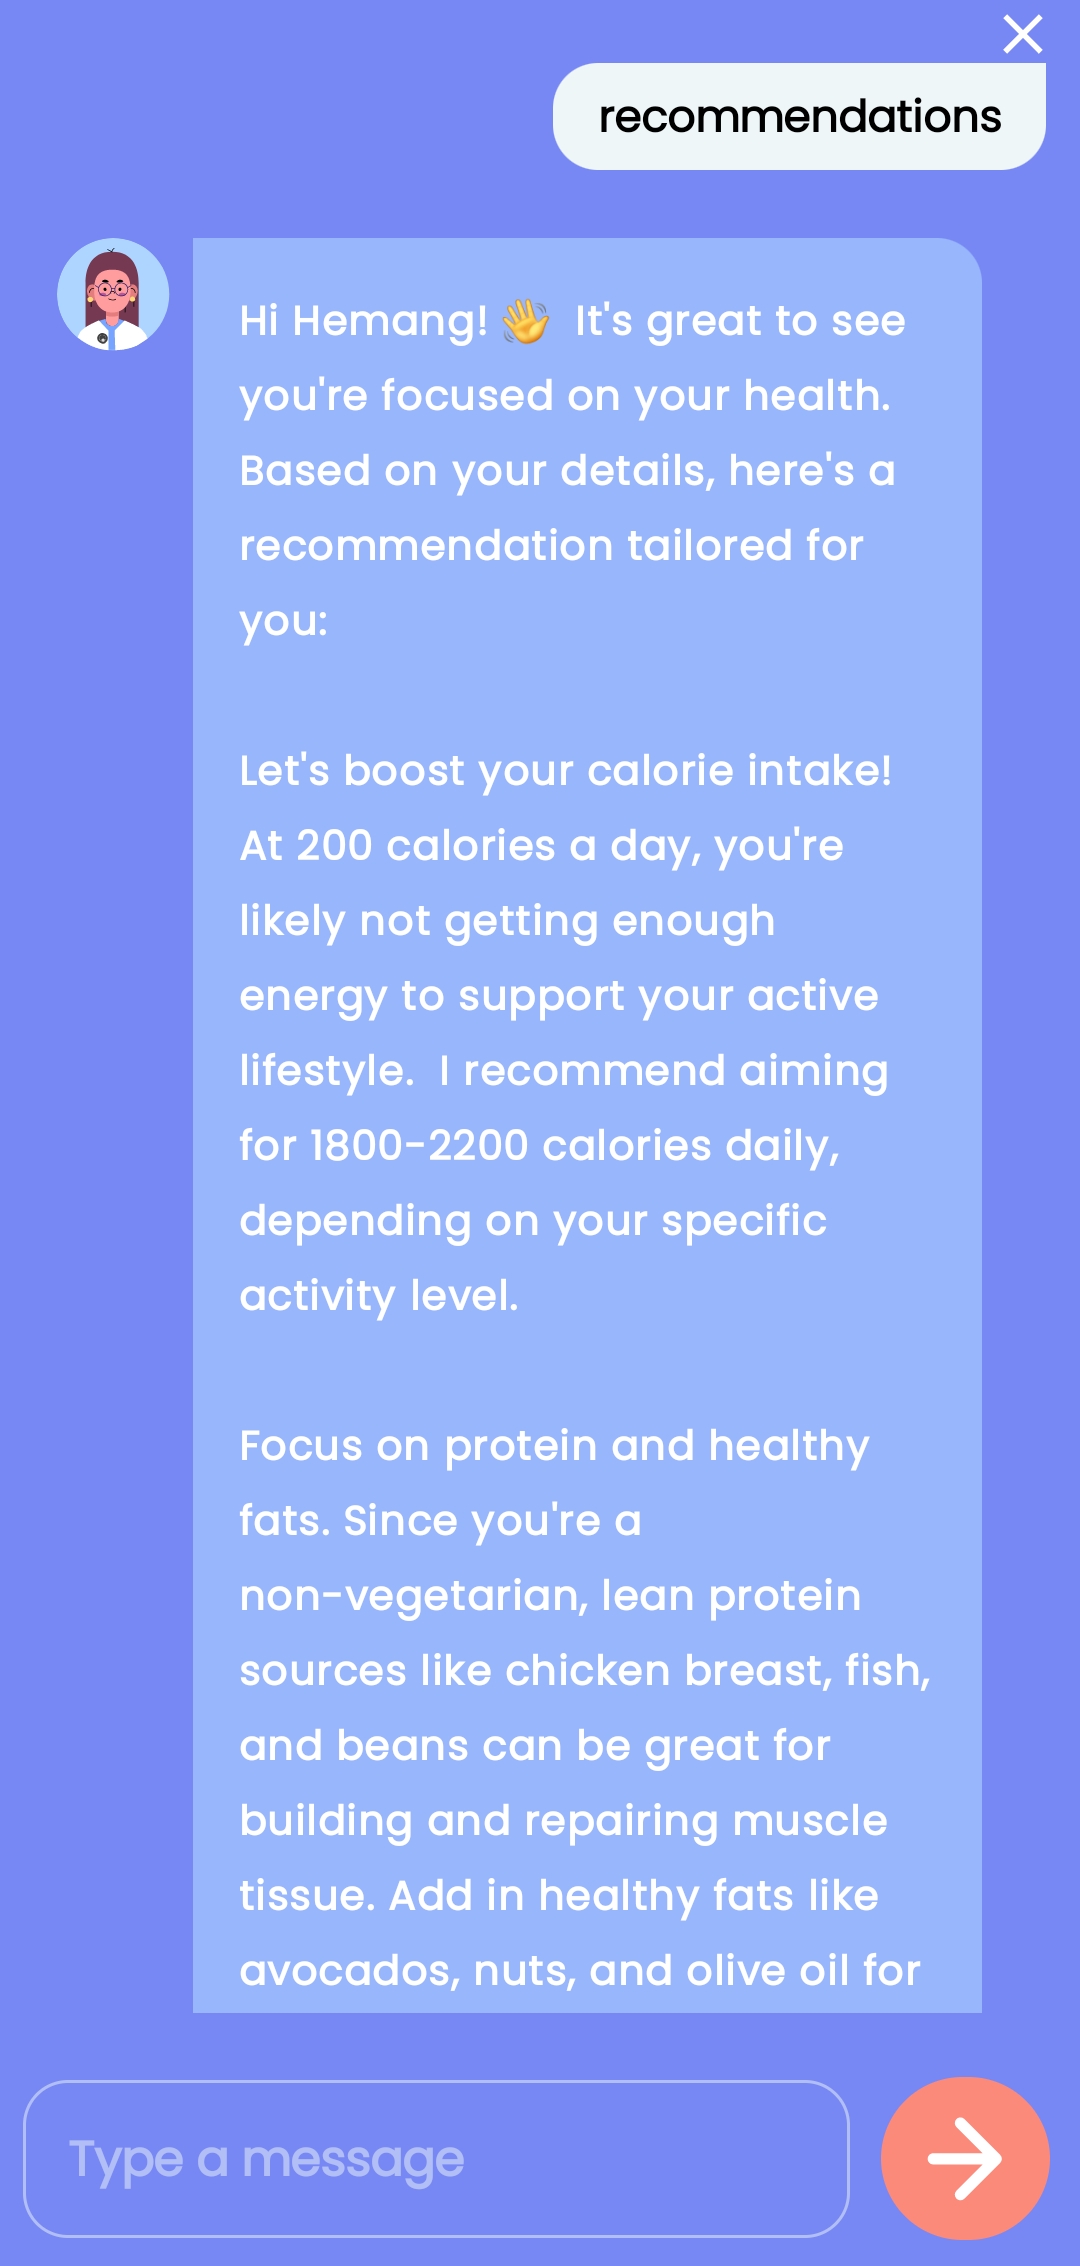 recommendations
Hi Hemang! 👋 It's great to see
you're focused on your health.
Based on your details, here's a
recommendation tailored for
you:
Let's boost your calorie intake!
At 200 calories a day, you're
likely not getting enough
energy to support your active
lifestyle.  I recommend aiming
for 1800-2200 calories daily,
depending on your specific
activity level.
Focus on protein and healthy
fats. Since you're a
non-vegetarian, lean protein
sources like chicken breast, fish,
and beans can be great for
building and repairing muscle
tissue. Add in healthy fats like
avocados, nuts, and olive oil for
Type a message